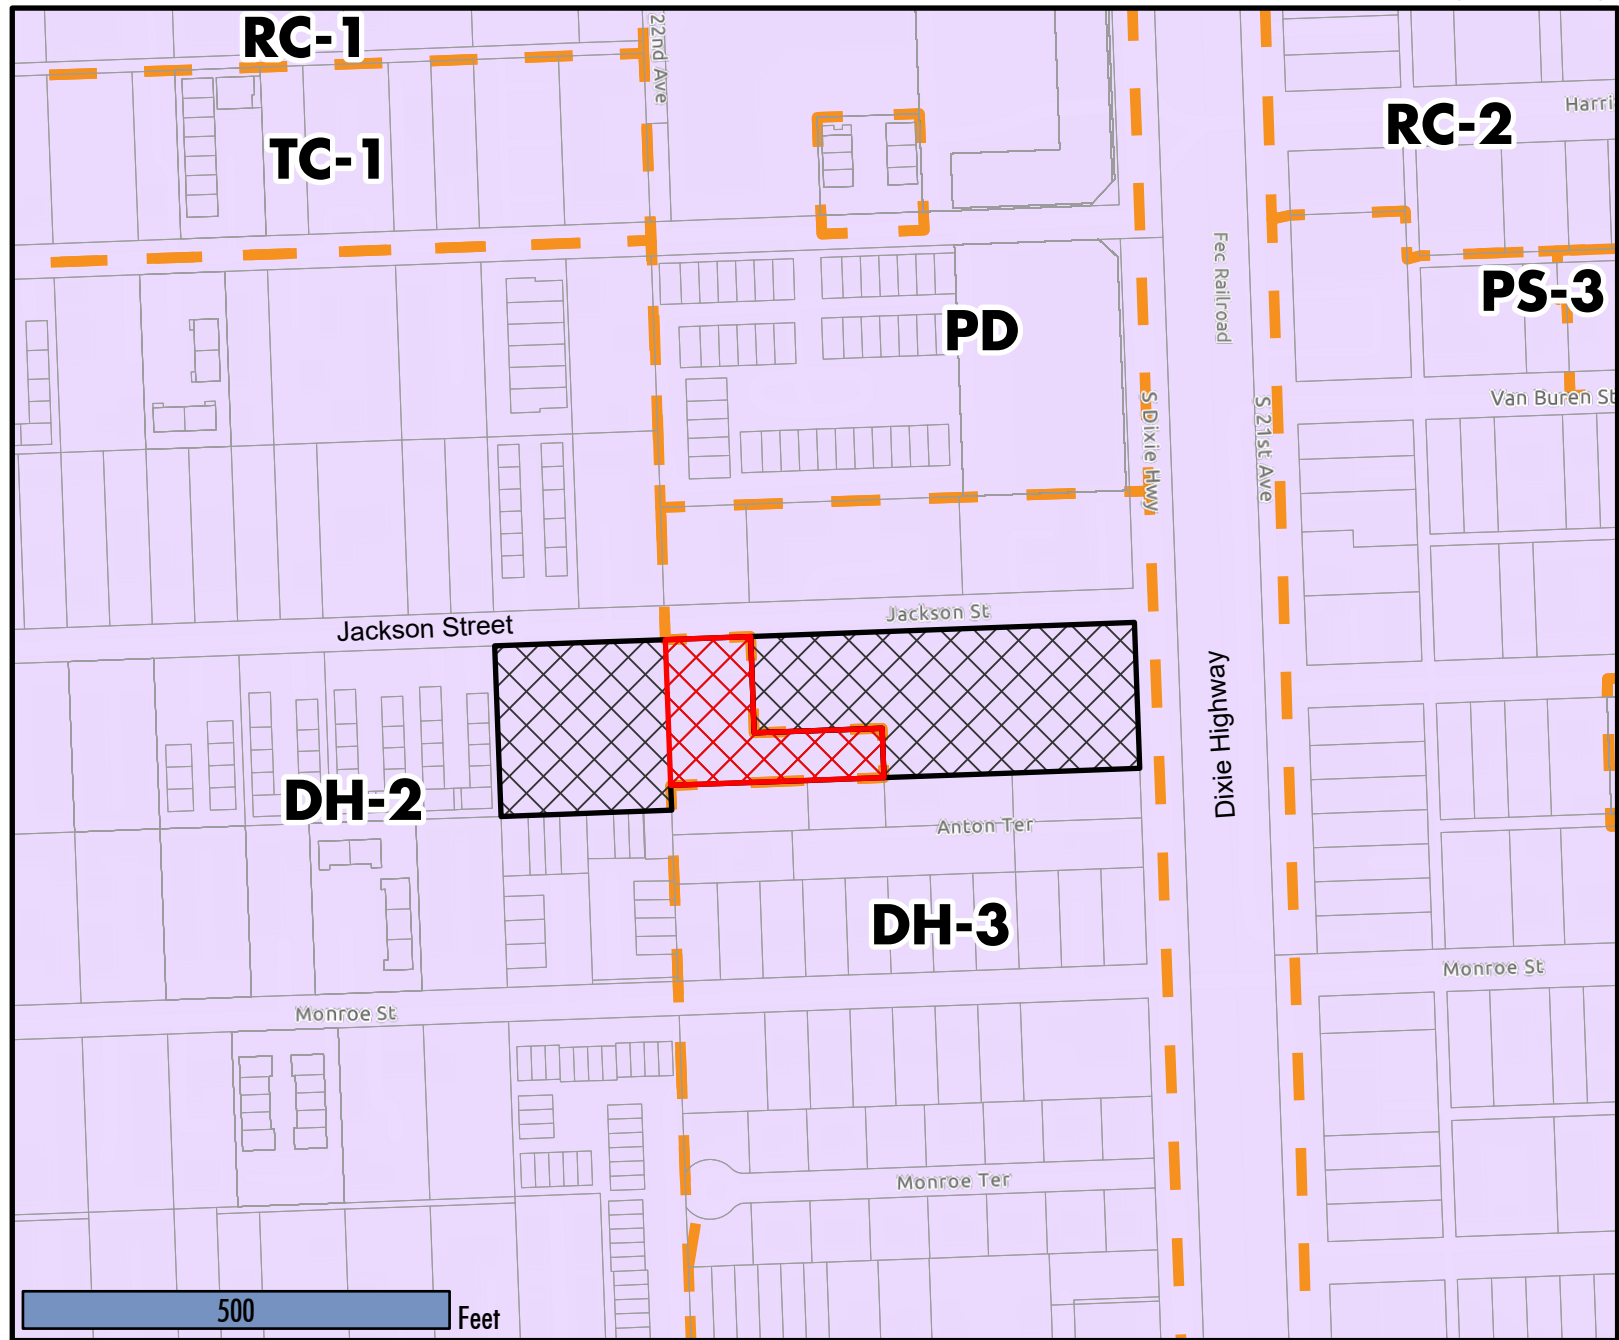 RC-1
22nd Ave
TC-1
RC-2
Harri
Fec Railroad
PS-3
PD
S Dixie Hwy
S 21st Ave
Van Buren St
Jackson St
Jackson Street
Dixie Highway
DH-2
Anton Ter
DH-3
Monroe St
Monroe St
Monroe Ter
500
Feet